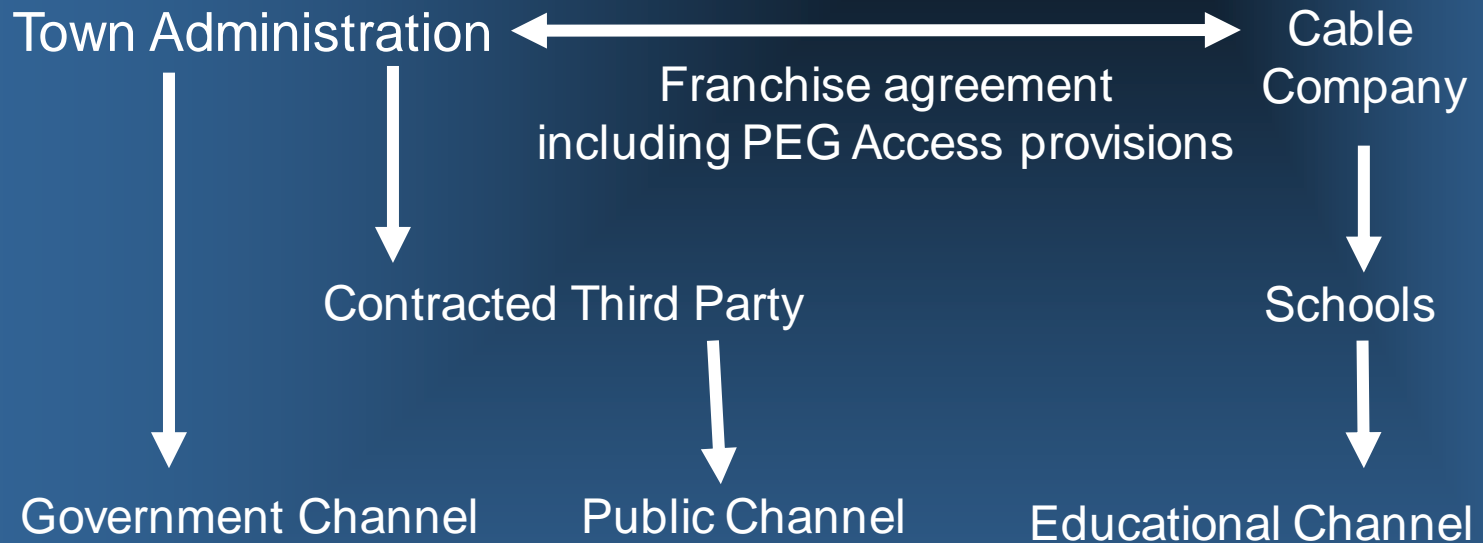 Town Administration
Cable
Company
Franchise agreement
including PEG Access provisions
Contracted Third Party
Schools
Government Channel
Public Channel
Educational Channel